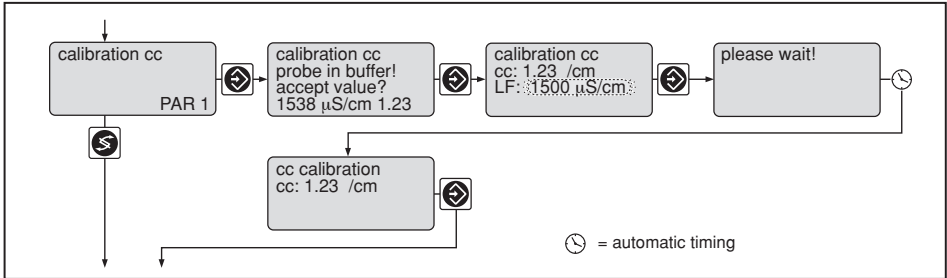 calibration cc
PAR 1
calibration cc
probe in buffer!
accept value?
1538 µS/cm 1.23
calibration cc
cc: 1.23 /cm
LF: 1500 µS/cm
please wait!
cc calibration
cc: 1.23 /cm
= automatic timing